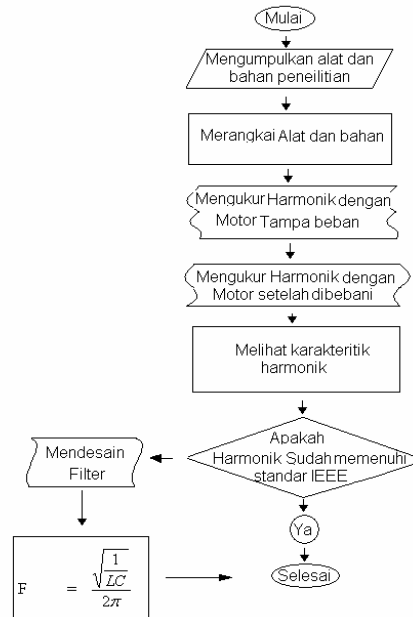 Mulai
Mengumpulkan alat dan
bahan peneilitian
Merangkai Alat dan bahan
Mengukur Harmonik dengan
Motor Tampa beban
Mengukur Harmonik dengan
Motor setelah dibebani
Melihat karakteritik
harmonik
Apakah
Harmonik Sudah memenuhi
standar IEEE
Mendesain
Filter
Ya
F = √(1/LC) / 2π
Selesai